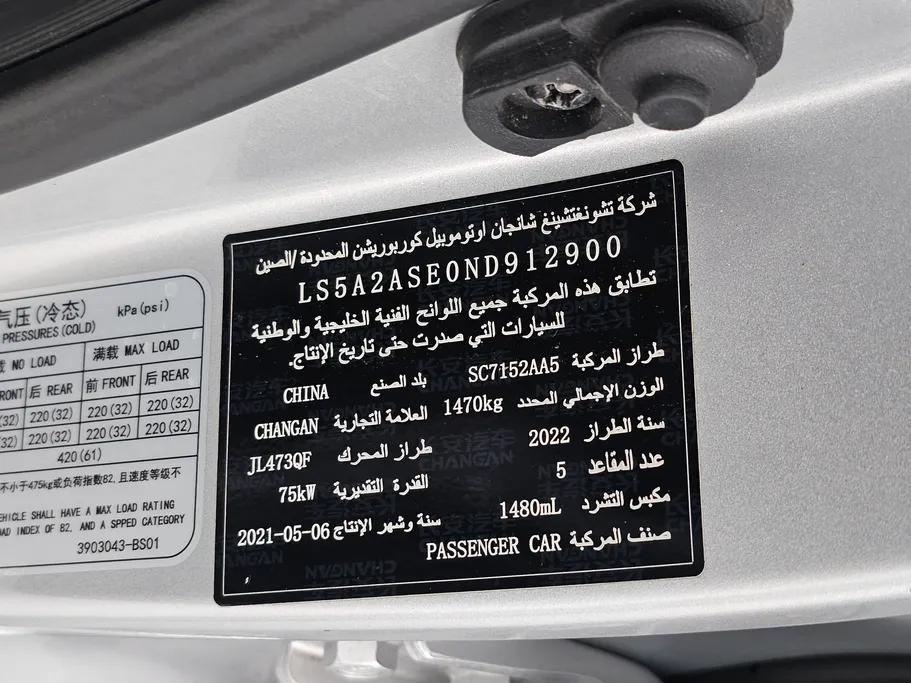 气压(冷态) kPa(psi)
PRESSURES(COLD)
NO LOAD 满载 MAX LOAD
后 REAR 前 FRONT 后 REAR
(32) 220(32) 220(32) 220(32)
(32) 220(32) 220(32) 220(32)
420(61)
不小于475kg或负荷指数82,且速度等级不
SHALL HAVE A MAX LOAD RATING
INDEX OF 82, AND A SPPED CATEGORY
3903043-BS01
شركة تشونغتشينغ شانجان اوتوموبيل كوربوريشن المحدودة /الصين
LS5A2ASE0ND912900
تطابق هذه المركبة جميع اللوائح الفنية الخليجية والوطنية
للسيارات التي صدرت حتى تاريخ الإنتاج.
طراز المركبة SC7152AA5 بلد الصنع CHINA
الوزن الإجمالي المحدد 1470kg العلامة التجارية CHANGAN
سنة الطراز 2022 طراز المحرك JL473QF
عدد المقاعد 5 القدرة التقديرية 75kW
مكبس التشرد 1480mL سنة وشهر الإنتاج 2021-05-06
صنف المركبة PASSENGER CAR